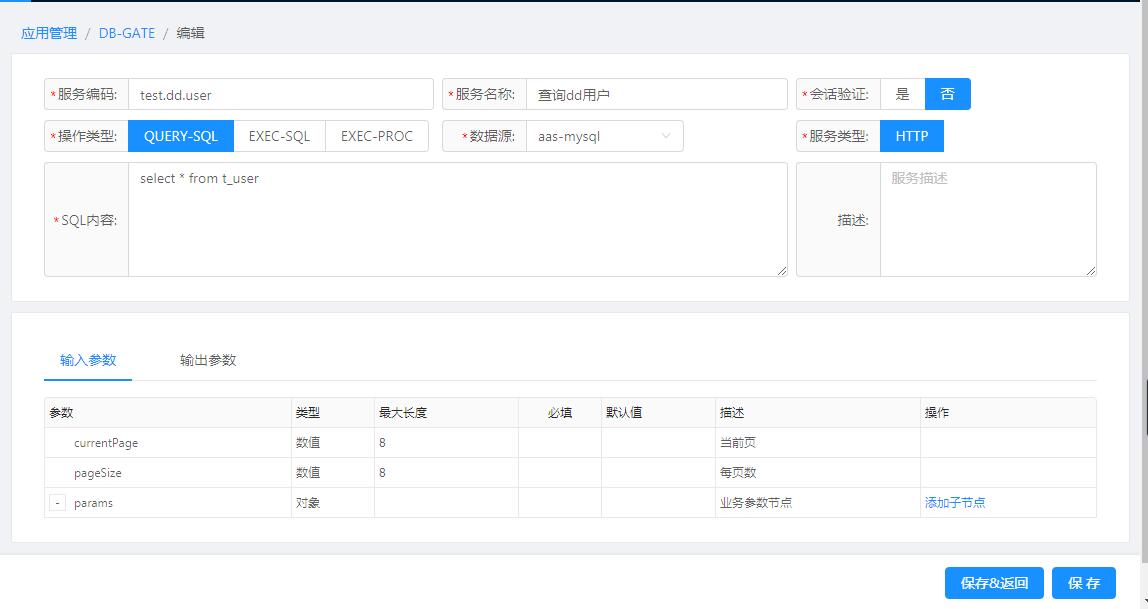 应用管理 / DB-GATE / 编辑
*服务编码: test.dd.user *服务名称: 查询dd用户 *会话验证: 是 否
*操作类型: QUERY-SQL EXEC-SQL EXEC-PROC *数据源: aas-mysql *服务类型: HTTP
*SQL内容: select * from t_user 描述: 服务描述
输入参数 输出参数
参数 类型 最大长度 必填 默认值 描述 操作
currentPage 数值 8 当前页
pageSize 数值 8 每页数
- params 对象 业务参数节点 添加子节点
保存&返回 保 存